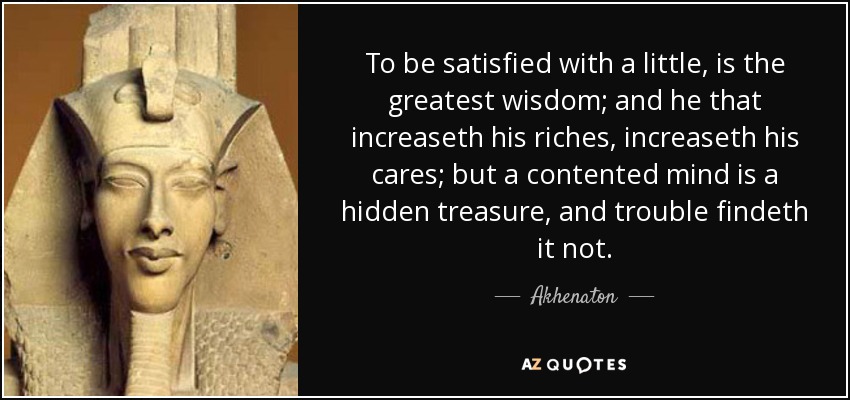 To be satisfied with a little, is the
greatest wisdom; and he that
increaseth his riches, increaseth his
cares; but a contented mind is a
hidden treasure, and trouble findeth
it not.
Akhenaton
AZ QUOTES